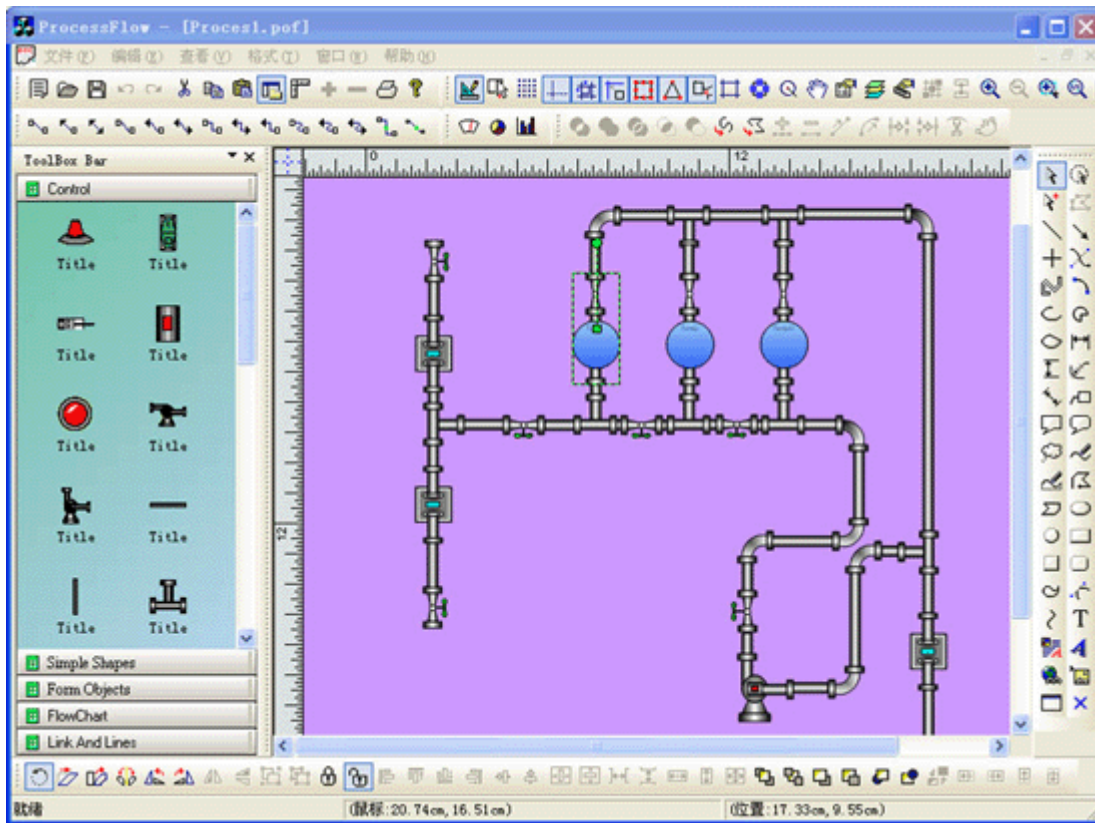 ProcessFlow - [Proces1.pof]
文件(F) 编辑(E) 查看(V) 格式(T) 窗口(W) 帮助(H)
ToolBox Bar
Control
Title Title
Title Title
Title Title
Title Title
Title Title
Simple Shapes
Form Objects
FlowChart
Link And Lines
0 12
12
就绪 (鼠标:20.74cm,16.51cm) (位置:17.33cm,9.55cm)